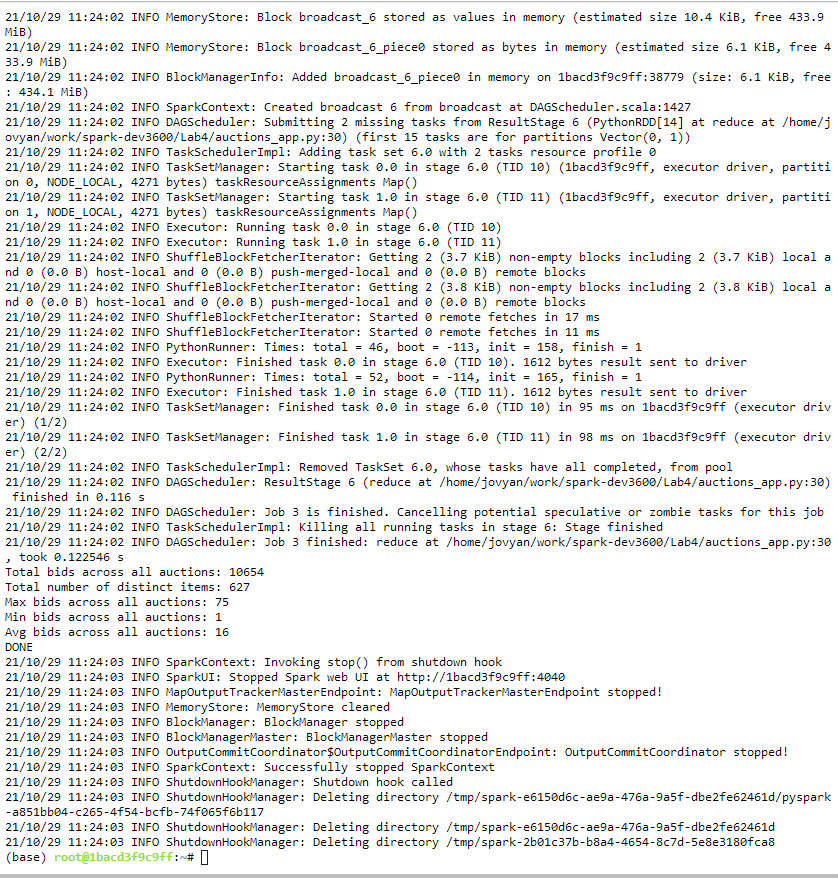 21/10/29 11:24:02 INFO MemoryStore: Block broadcast_6 stored as values in memory (estimated size 10.4 KiB, free 433.9
MiB)
21/10/29 11:24:02 INFO MemoryStore: Block broadcast_6_piece0 stored as bytes in memory (estimated size 6.1 KiB, free 4
33.9 MiB)
21/10/29 11:24:02 INFO BlockManagerInfo: Added broadcast_6_piece0 in memory on 1bacd3f9c9ff:38779 (size: 6.1 KiB, free
: 434.1 MiB)
21/10/29 11:24:02 INFO SparkContext: Created broadcast 6 from broadcast at DAGScheduler.scala:1427
21/10/29 11:24:02 INFO DAGScheduler: Submitting 2 missing tasks from ResultStage 6 (PythonRDD[14] at reduce at /home/j
ovyan/work/spark-dev3600/Lab4/auctions_app.py:30) (first 15 tasks are for partitions Vector(0, 1))
21/10/29 11:24:02 INFO TaskSchedulerImpl: Adding task set 6.0 with 2 tasks resource profile 0
21/10/29 11:24:02 INFO TaskSetManager: Starting task 0.0 in stage 6.0 (TID 10) (1bacd3f9c9ff, executor driver, partiti
on 0, NODE_LOCAL, 4271 bytes) taskResourceAssignments Map()
21/10/29 11:24:02 INFO TaskSetManager: Starting task 1.0 in stage 6.0 (TID 11) (1bacd3f9c9ff, executor driver, partiti
on 1, NODE_LOCAL, 4271 bytes) taskResourceAssignments Map()
21/10/29 11:24:02 INFO Executor: Running task 0.0 in stage 6.0 (TID 10)
21/10/29 11:24:02 INFO Executor: Running task 1.0 in stage 6.0 (TID 11)
21/10/29 11:24:02 INFO ShuffleBlockFetcherIterator: Getting 2 (3.7 KiB) non-empty blocks including 2 (3.7 KiB) local a
nd 0 (0.0 B) host-local and 0 (0.0 B) push-merged-local and 0 (0.0 B) remote blocks
21/10/29 11:24:02 INFO ShuffleBlockFetcherIterator: Getting 2 (3.8 KiB) non-empty blocks including 2 (3.8 KiB) local a
nd 0 (0.0 B) host-local and 0 (0.0 B) push-merged-local and 0 (0.0 B) remote blocks
21/10/29 11:24:02 INFO ShuffleBlockFetcherIterator: Started 0 remote fetches in 17 ms
21/10/29 11:24:02 INFO ShuffleBlockFetcherIterator: Started 0 remote fetches in 11 ms
21/10/29 11:24:02 INFO PythonRunner: Times: total = 46, boot = -113, init = 158, finish = 1
21/10/29 11:24:02 INFO Executor: Finished task 0.0 in stage 6.0 (TID 10). 1612 bytes result sent to driver
21/10/29 11:24:02 INFO PythonRunner: Times: total = 52, boot = -114, init = 165, finish = 1
21/10/29 11:24:02 INFO Executor: Finished task 1.0 in stage 6.0 (TID 11). 1612 bytes result sent to driver
21/10/29 11:24:02 INFO TaskSetManager: Finished task 0.0 in stage 6.0 (TID 10) in 95 ms on 1bacd3f9c9ff (executor driv
er) (1/2)
21/10/29 11:24:02 INFO TaskSetManager: Finished task 1.0 in stage 6.0 (TID 11) in 98 ms on 1bacd3f9c9ff (executor driv
er) (2/2)
21/10/29 11:24:02 INFO TaskSchedulerImpl: Removed TaskSet 6.0, whose tasks have all completed, from pool
21/10/29 11:24:02 INFO DAGScheduler: ResultStage 6 (reduce at /home/jovyan/work/spark-dev3600/Lab4/auctions_app.py:30)
 finished in 0.116 s
21/10/29 11:24:02 INFO DAGScheduler: Job 3 is finished. Cancelling potential speculative or zombie tasks for this job
21/10/29 11:24:02 INFO TaskSchedulerImpl: Killing all running tasks in stage 6: Stage finished
21/10/29 11:24:02 INFO DAGScheduler: Job 3 finished: reduce at /home/jovyan/work/spark-dev3600/Lab4/auctions_app.py:30
, took 0.122546 s
Total bids across all auctions: 10654
Total number of distinct items: 627
Max bids across all auctions: 75
Min bids across all auctions: 1
Avg bids across all auctions: 16
DONE
21/10/29 11:24:03 INFO SparkContext: Invoking stop() from shutdown hook
21/10/29 11:24:03 INFO SparkUI: Stopped Spark web UI at http://1bacd3f9c9ff:4040
21/10/29 11:24:03 INFO MapOutputTrackerMasterEndpoint: MapOutputTrackerMasterEndpoint stopped!
21/10/29 11:24:03 INFO MemoryStore: MemoryStore cleared
21/10/29 11:24:03 INFO BlockManager: BlockManager stopped
21/10/29 11:24:03 INFO BlockManagerMaster: BlockManagerMaster stopped
21/10/29 11:24:03 INFO OutputCommitCoordinator$OutputCommitCoordinatorEndpoint: OutputCommitCoordinator stopped!
21/10/29 11:24:03 INFO SparkContext: Successfully stopped SparkContext
21/10/29 11:24:03 INFO ShutdownHookManager: Shutdown hook called
21/10/29 11:24:03 INFO ShutdownHookManager: Deleting directory /tmp/spark-e6150d6c-ae9a-476a-9a5f-dbe2fe62461d/pyspark
-a851bb04-c265-4f54-bcfb-74f065f6b117
21/10/29 11:24:03 INFO ShutdownHookManager: Deleting directory /tmp/spark-e6150d6c-ae9a-476a-9a5f-dbe2fe62461d
21/10/29 11:24:03 INFO ShutdownHookManager: Deleting directory /tmp/spark-2b01c37b-b8a4-4654-8c7d-5e8e3180fca8
(base) root@1bacd3f9c9ff:~#